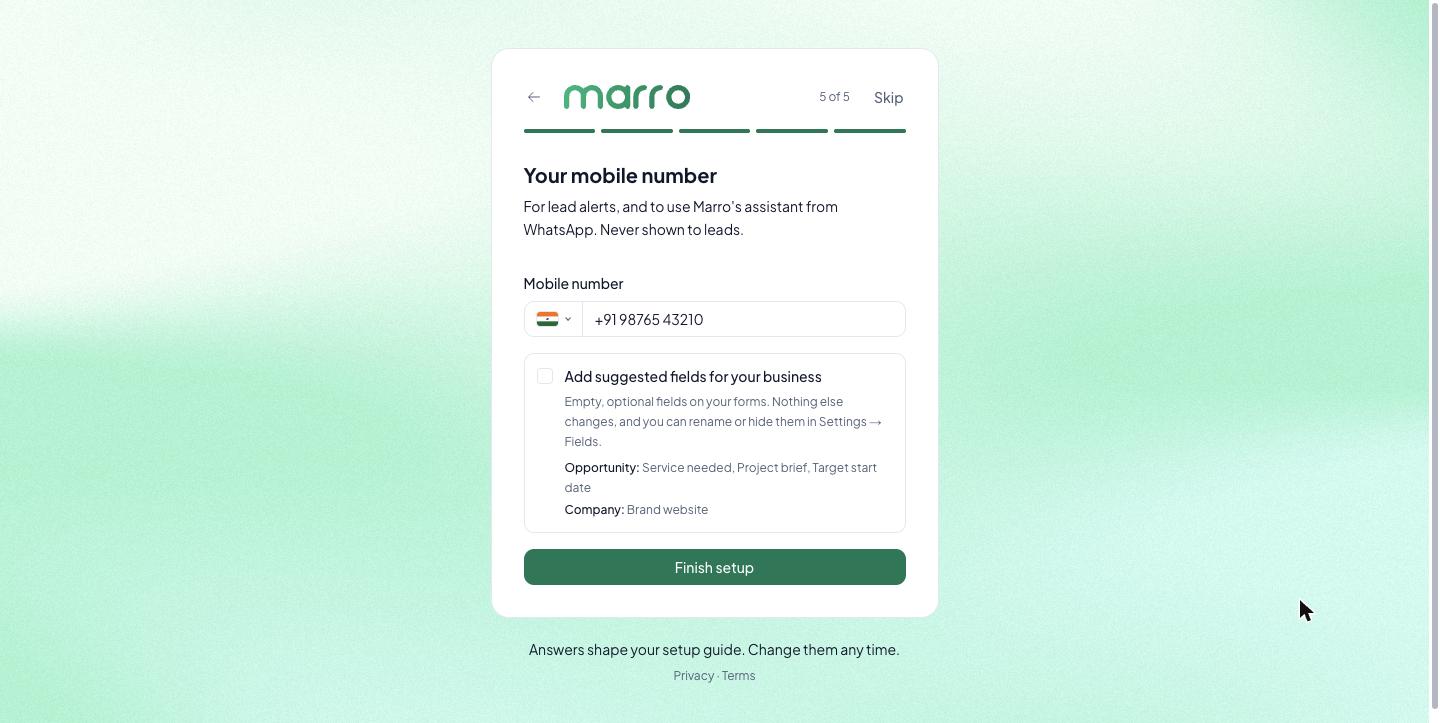 ← marro 5 of 5 Skip
Your mobile number
For lead alerts, and to use Marro's assistant from
WhatsApp. Never shown to leads.
Mobile number
+91 98765 43210
Add suggested fields for your business
Empty, optional fields on your forms. Nothing else
changes, and you can rename or hide them in Settings →
Fields.
Opportunity: Service needed, Project brief, Target start
date
Company: Brand website
Finish setup
Answers shape your setup guide. Change them any time.
Privacy · Terms